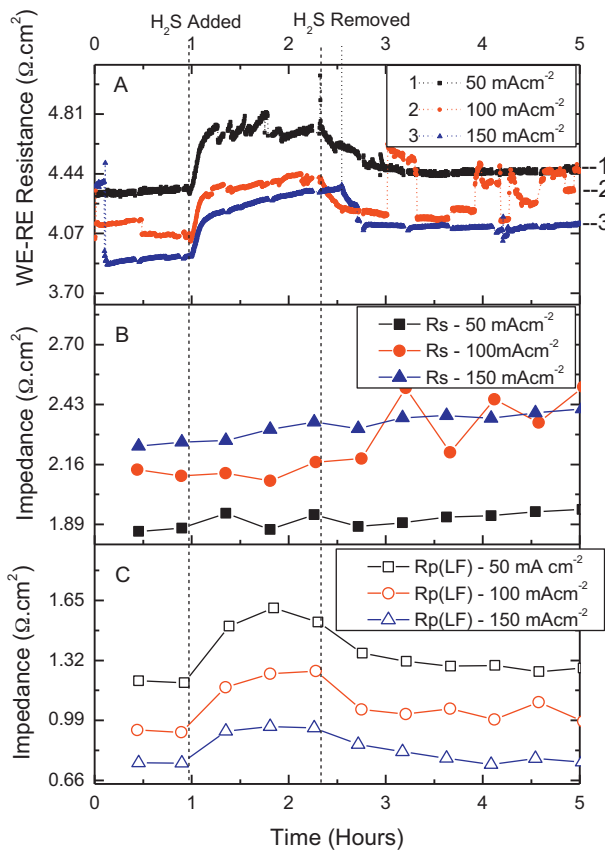 H₂S Added H₂S Removed
0 1 2 3 4 5
A
1 50 mAcm⁻²
2 100 mAcm⁻²
3 150 mAcm⁻²
WE-RE Resistance (Ω.cm²)
4.81
4.44
4.07
3.70
--1
--2
--3
B
Rs - 50 mAcm⁻²
Rs - 100mAcm⁻²
Rs - 150 mAcm⁻²
Impedance (Ω.cm²)
2.70
2.43
2.16
1.89
C
Rp(LF) - 50 mA cm⁻²
Rp(LF) - 100 mAcm⁻²
Rp(LF) - 150 mAcm⁻²
Impedance (Ω.cm²)
1.65
1.32
0.99
0.66
0 1 2 3 4 5
Time (Hours)